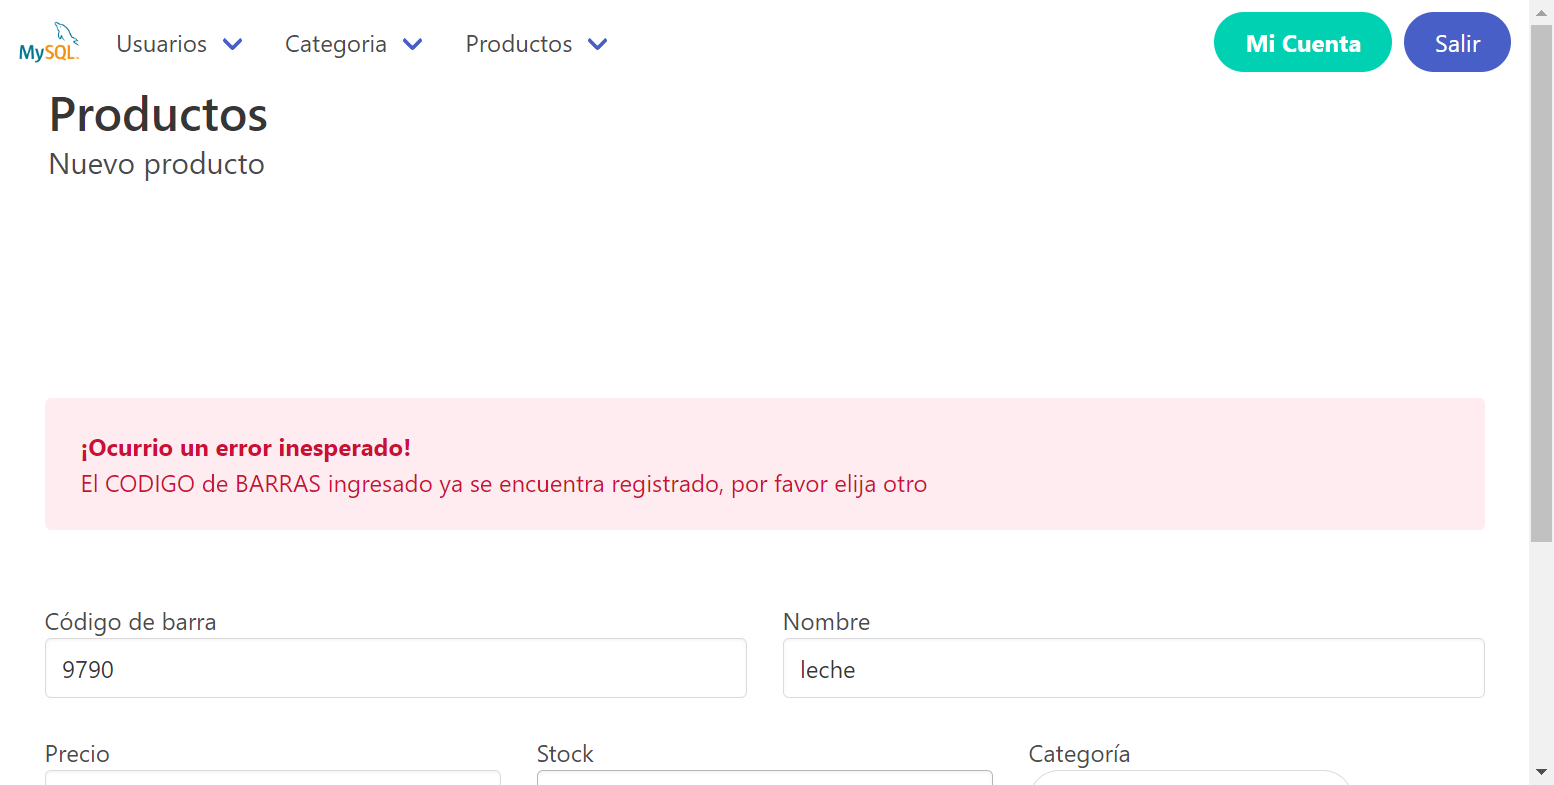 MySQL Usuarios Categoria Productos Mi Cuenta Salir
Productos
Nuevo producto
¡Ocurrio un error inesperado!
El CODIGO de BARRAS ingresado ya se encuentra registrado, por favor elija otro
Código de barra Nombre
9790 leche
Precio Stock Categoría